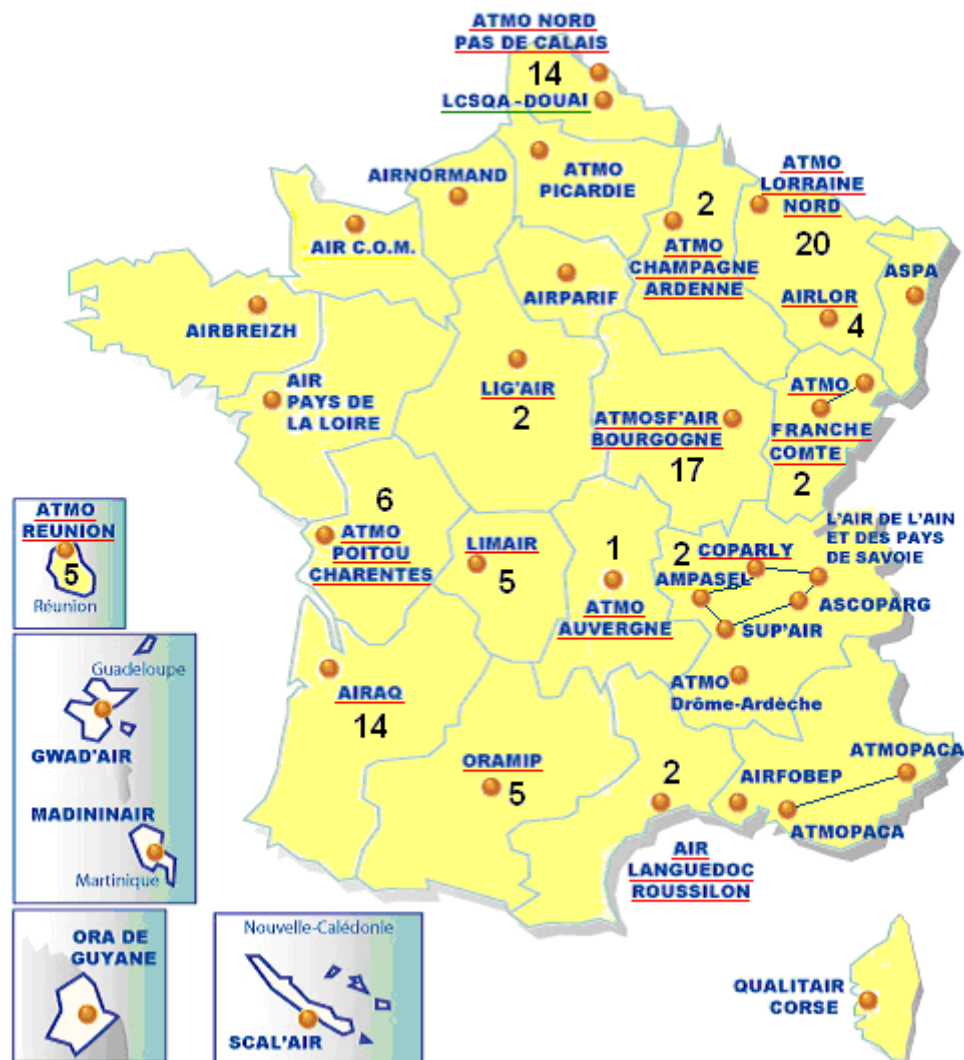 ATMO NORD
PAS DE CALAIS
14
LCSQA-DOUAI
AIRNORMAND
ATMO
PICARDIE
2
ATMO
CHAMPAGNE
ARDENNE
ATMO
LORRAINE
NORD
20
AIR C.O.M.
AIRPARIF
ASPA
AIRLOR
4
AIRBREIZH
AIR
PAYS DE
LA LOIRE
LIG'AIR
2
ATMOSF'AIR
BOURGOGNE
17
ATMO
FRANCHE
COMTE
2
6
ATMO
POITOU
CHARENTES
LIMAIR
5
1
ATMO
AUVERGNE
2
COPARLY
AMPASEL
L'AIR DE L'AIN
ET DES PAYS
DE SAVOIE
ASCOPARG
SUP'AIR
ATMO
Drôme-Ardèche
ATMO
REUNION
5
Réunion
Guadeloupe
GWAD'AIR
MADININAIR
Martinique
AIRAQ
14
ORAMIP
5
2
AIR
LANGUEDOC
ROUSSILON
AIRFOBEP
ATMOPACA
ATMOPACA
ORA DE
GUYANE
Nouvelle-Calédonie
SCAL'AIR
QUALITAIR
CORSE